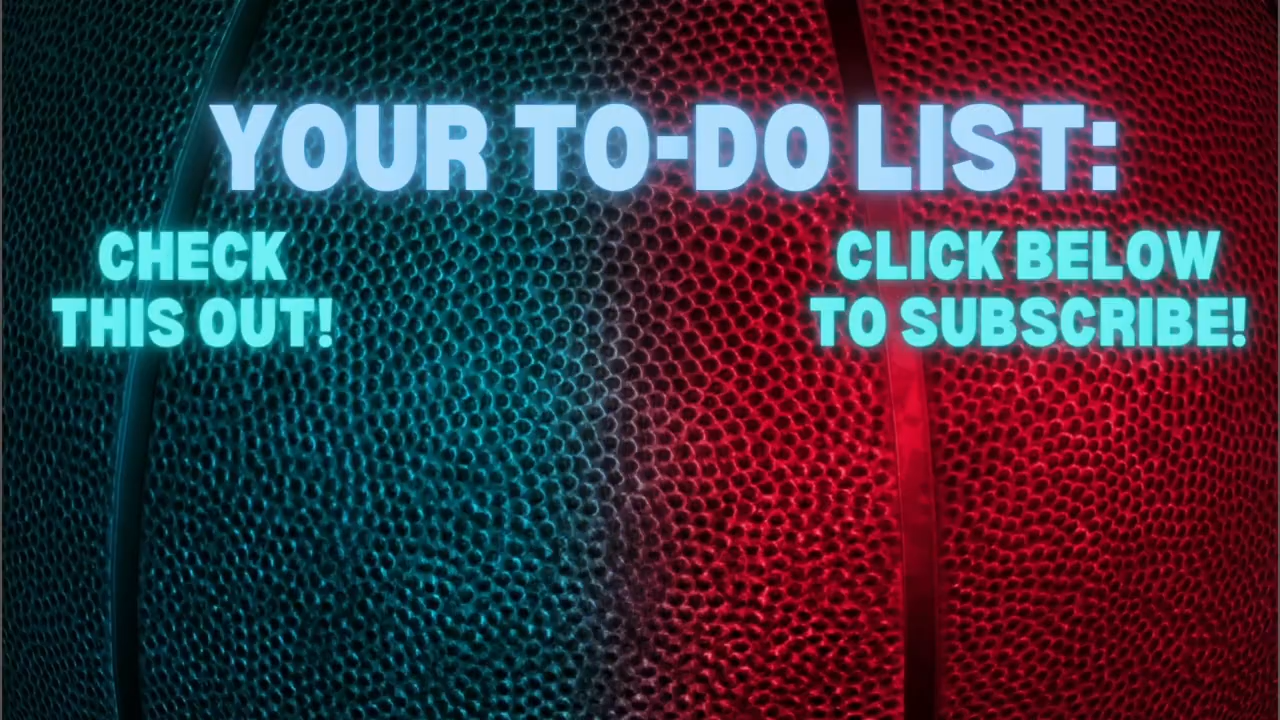 YOUR TO-DO LIST:
CHECK
THIS OUT!
CLICK BELOW
TO SUBSCRIBE!